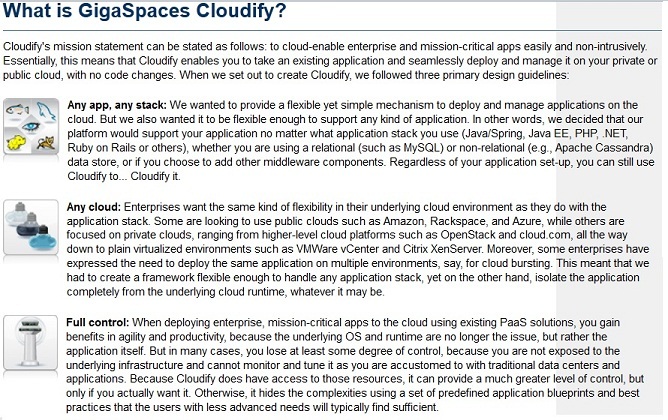 What is GigaSpaces Cloudify?
Cloudify's mission statement can be stated as follows: to cloud-enable enterprise and mission-critical apps easily and non-intrusively.
Essentially, this means that Cloudify enables you to take an existing application and seamlessly deploy and manage it on your private or
public cloud, with no code changes. When we set out to create Cloudify, we followed three primary design guidelines:
Any app, any stack: We wanted to provide a flexible yet simple mechanism to deploy and manage applications on the
cloud. But we also wanted it to be flexible enough to support any kind of application. In other words, we decided that our
platform would support your application no matter what application stack you use (Java/Spring, Java EE, PHP, .NET,
Ruby on Rails or others), whether you are using a relational (such as MySQL) or non-relational (e.g., Apache Cassandra)
data store, or if you choose to add other middleware components. Regardless of your application set-up, you can still use
Cloudify to... Cloudify it.
Any cloud: Enterprises want the same kind of flexibility in their underlying cloud environment as they do with the
application stack. Some are looking to use public clouds such as Amazon, Rackspace, and Azure, while others are
focused on private clouds, ranging from higher-level cloud platforms such as OpenStack and cloud.com, all the way
down to plain virtualized environments such as VMWare vCenter and Citrix XenServer. Moreover, some enterprises have
expressed the need to deploy the same application on multiple environments, say, for cloud bursting. This meant that we
had to create a framework flexible enough to handle any application stack, yet on the other hand, isolate the application
completely from the underlying cloud runtime, whatever it may be.
Full control: When deploying enterprise, mission-critical apps to the cloud using existing PaaS solutions, you gain
benefits in agility and productivity, because the underlying OS and runtime are no longer the issue, but rather the
application itself. But in many cases, you lose at least some degree of control, because you are not exposed to the
underlying infrastructure and cannot monitor and tune it as you are accustomed to with traditional data centers and
applications. Because Cloudify does have access to those resources, it can provide a much greater level of control, but
only if you actually want it. Otherwise, it hides the complexities using a set of predefined application blueprints and best
practices that the users with less advanced needs will typically find sufficient.